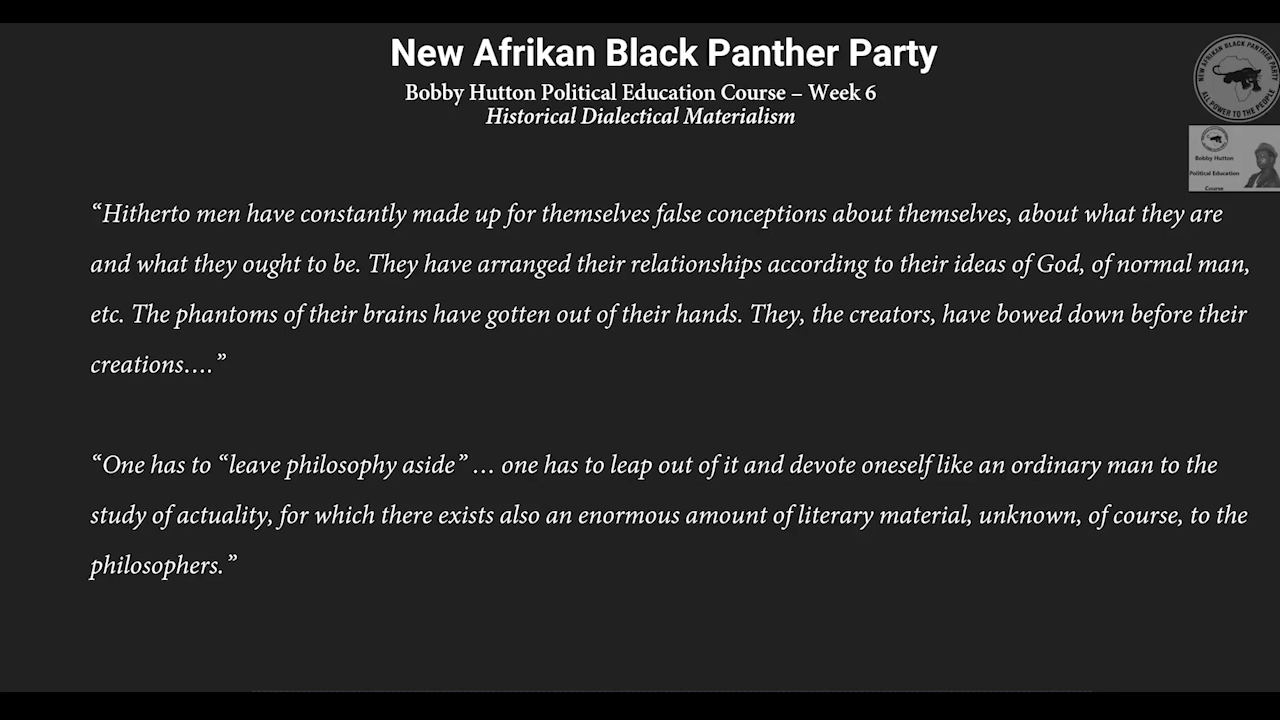 New Afrikan Black Panther Party
Bobby Hutton Political Education Course – Week 6
Historical Dialectical Materialism
NEW AFRIKAN BLACK PANTHER PARTY
ALL POWER TO THE PEOPLE
Bobby Hutton
Political Education
Course
“Hitherto men have constantly made up for themselves false conceptions about themselves, about what they are
and what they ought to be. They have arranged their relationships according to their ideas of God, of normal man,
etc. The phantoms of their brains have gotten out of their hands. They, the creators, have bowed down before their
creations….”
“One has to “leave philosophy aside” … one has to leap out of it and devote oneself like an ordinary man to the
study of actuality, for which there exists also an enormous amount of literary material, unknown, of course, to the
philosophers.”